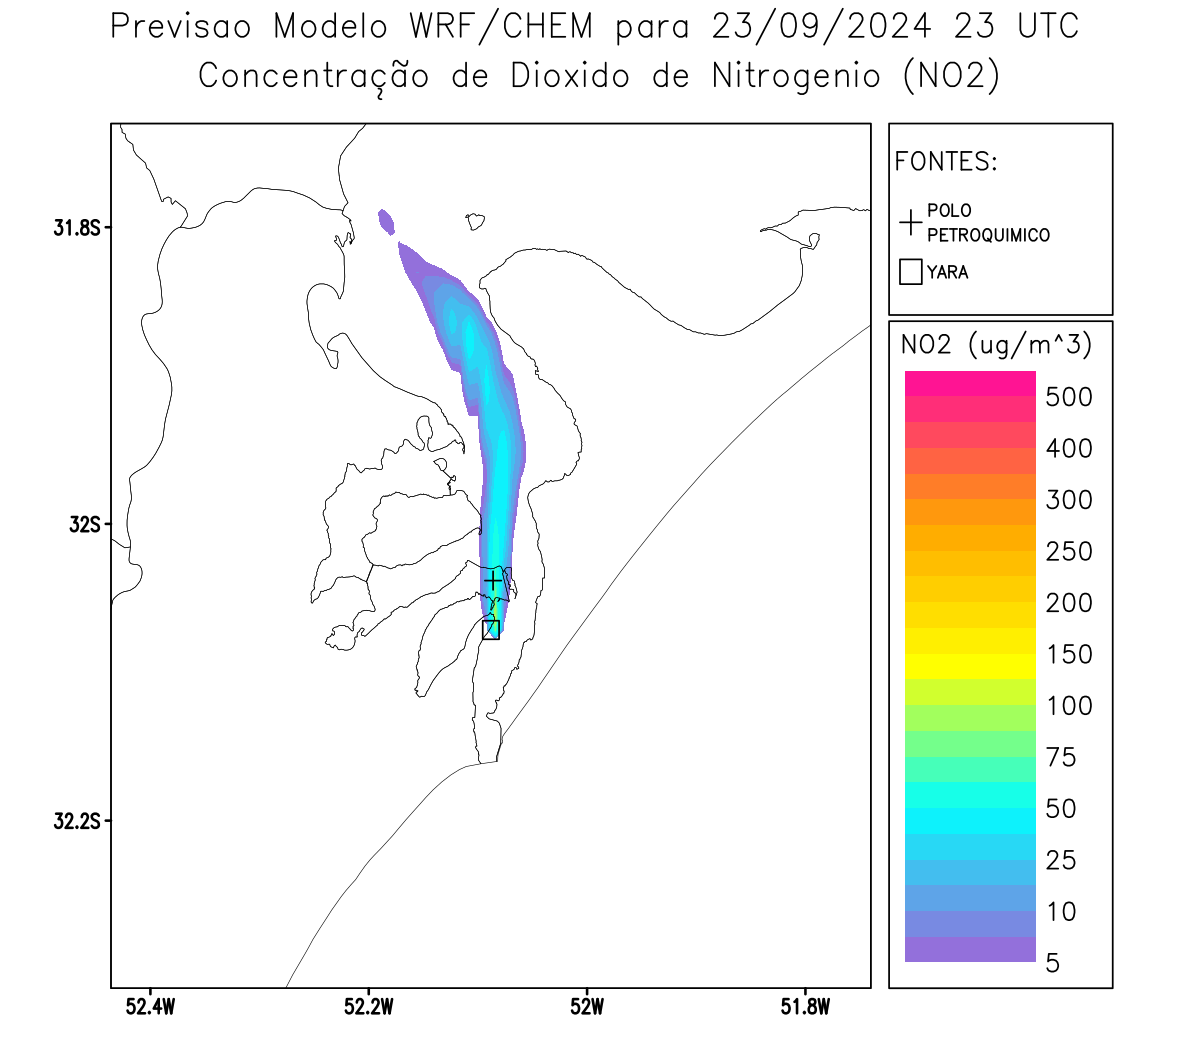 Previsao Modelo WRF/CHEM para 23/09/2024 23 UTC
Concentração de Dioxido de Nitrogenio (NO2)
FONTES:
POLO
PETROQUIMICO
YARA
NO2 (ug/m^3)
500
400
300
250
200
150
100
75
50
25
10
5
31.8S
32S
32.2S
52.4W
52.2W
52W
51.8W